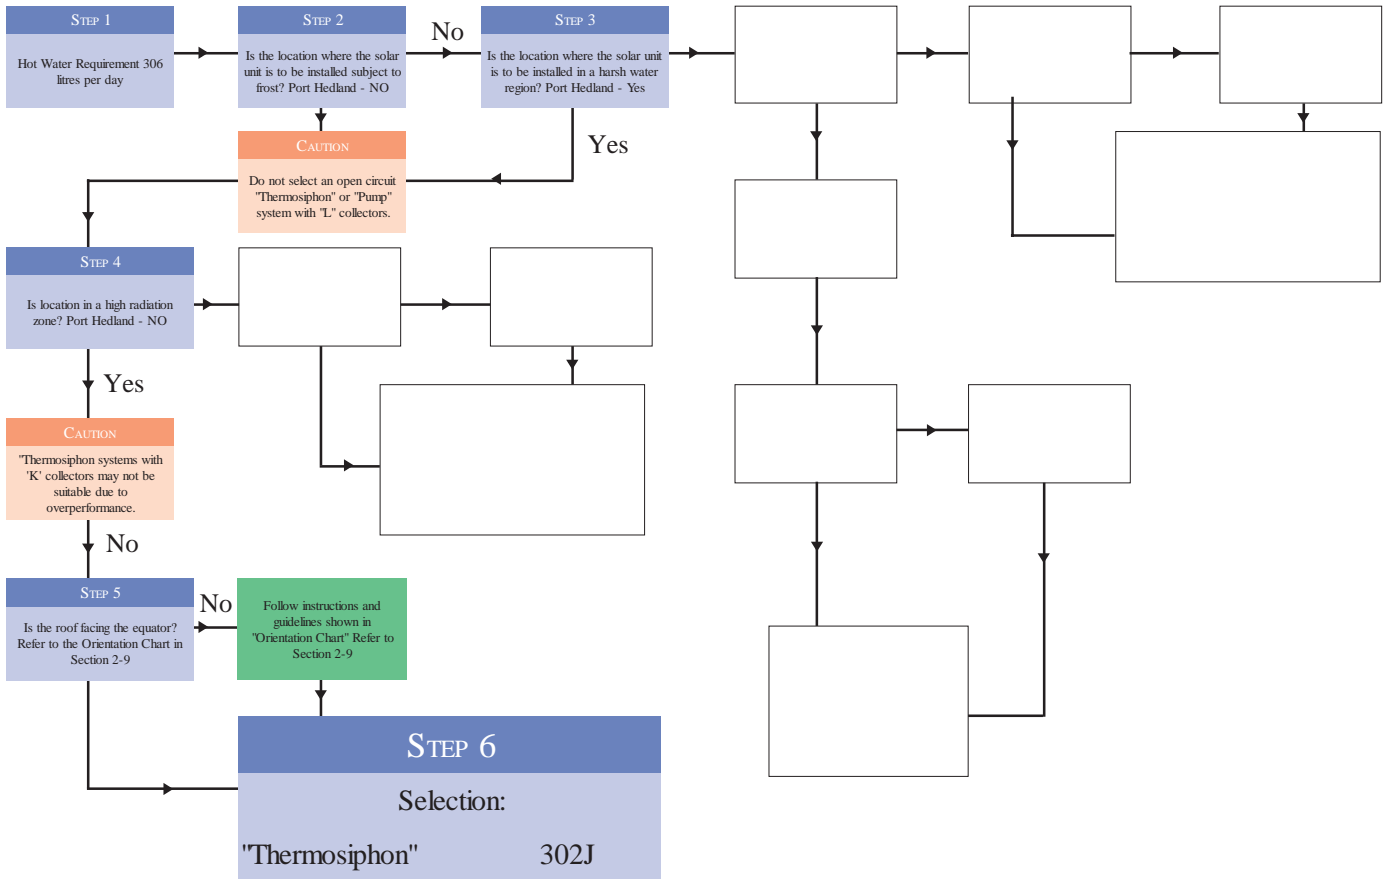 STEP 1
Hot Water Requirement 306
litres per day
STEP 2
Is the location where the solar
unit is to be installed subject to
frost? Port Hedland - NO
No
STEP 3
Is the location where the solar unit
is to be installed in a harsh water
region? Port Hedland - Yes
Yes
CAUTION
Do not select an open circuit
"Thermosiphon" or "Pump"
system with "L" collectors.
STEP 4
Is location in a high radiation
zone? Port Hedland - NO
Yes
CAUTION
"Thermosiphon systems with
'K' collectors may not be
suitable due to
overperformance.
No
STEP 5
Is the roof facing the equator?
Refer to the Orientation Chart in
Section 2-9
No
Follow instructions and
guidelines shown in
"Orientation Chart" Refer to
Section 2-9
STEP 6
Selection:
"Thermosiphon" 302J